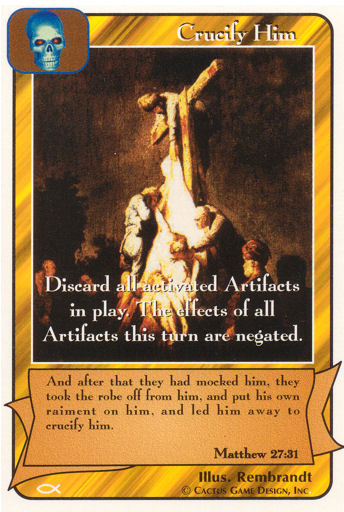 Crucify Him
Discard all activated Artifacts
in play. The effects of all
Artifacts this turn are negated.
And after that they had mocked him, they
took the robe off from him, and put his own
raiment on him, and led him away to
crucify him.
Matthew 27:31
Illus. Rembrandt
© Cactus Game Design, Inc.